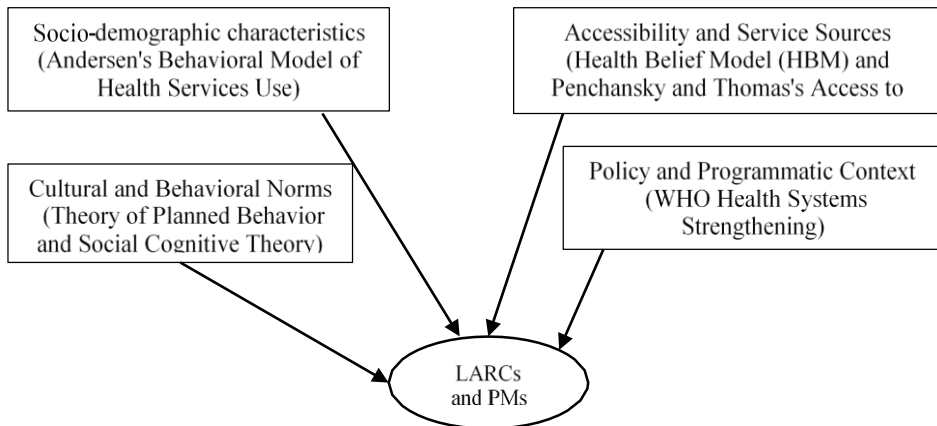 Socio-demographic characteristics
(Andersen's Behavioral Model of
Health Services Use)
Accessibility and Service Sources
(Health Belief Model (HBM) and
Penchansky and Thomas's Access to
Cultural and Behavioral Norms
(Theory of Planned Behavior
and Social Cognitive Theory)
Policy and Programmatic Context
(WHO Health Systems
Strengthening)
LARCs
and PMs